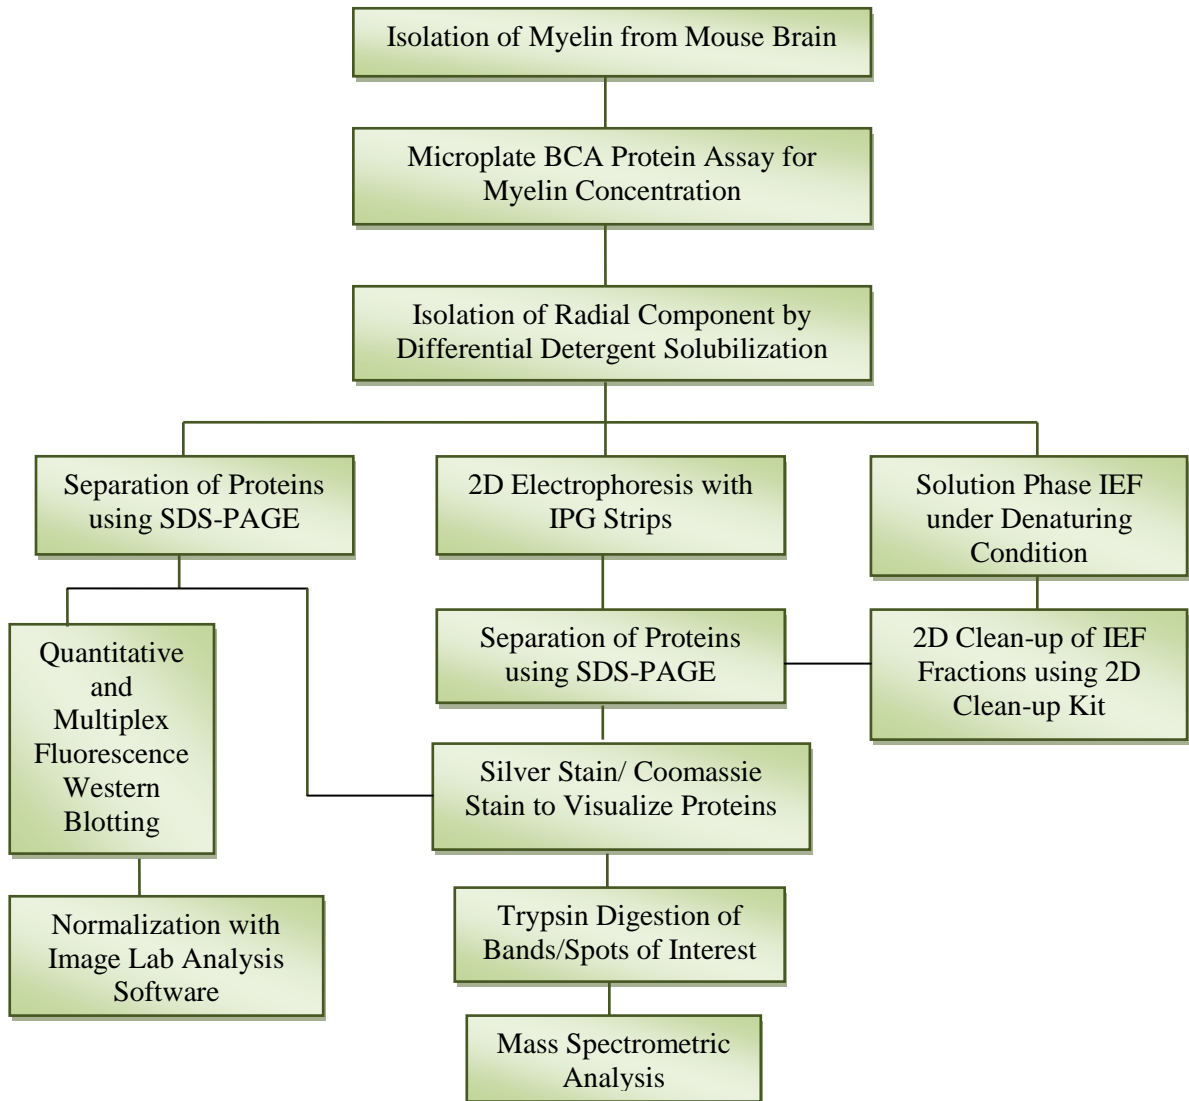 Isolation of Myelin from Mouse Brain
Microplate BCA Protein Assay for
Myelin Concentration
Isolation of Radial Component by
Differential Detergent Solubilization
Separation of Proteins
using SDS-PAGE
2D Electrophoresis with
IPG Strips
Solution Phase IEF
under Denaturing
Condition
Quantitative
and
Multiplex
Fluorescence
Western
Blotting
Separation of Proteins
using SDS-PAGE
2D Clean-up of IEF
Fractions using 2D
Clean-up Kit
Silver Stain/ Coomassie
Stain to Visualize Proteins
Normalization with
Image Lab Analysis
Software
Trypsin Digestion of
Bands/Spots of Interest
Mass Spectrometric
Analysis